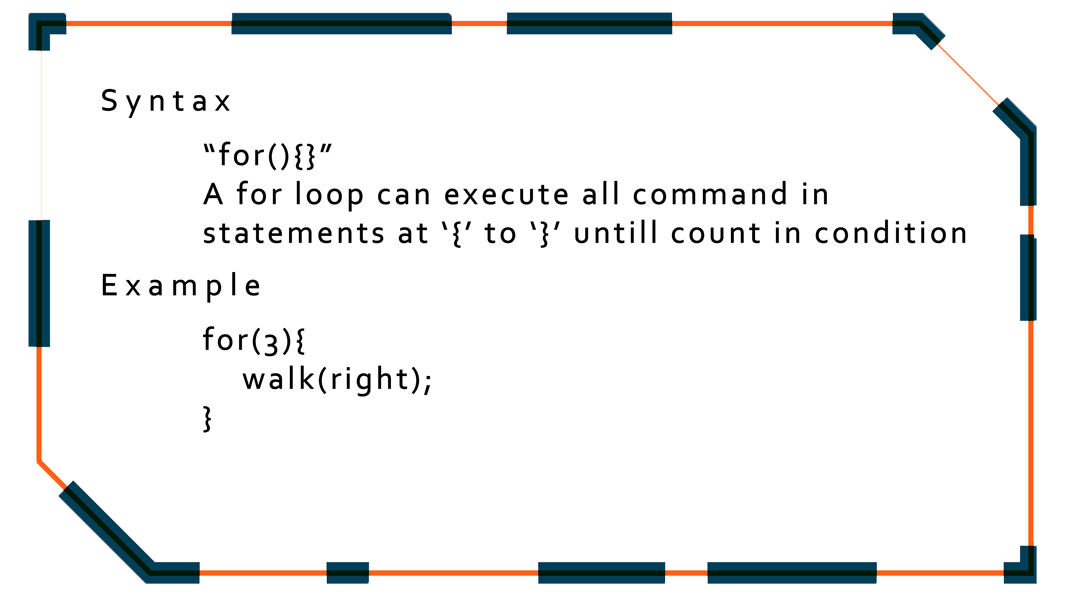 Syntax
“for(){}”
A for loop can execute all command in
statements at ‘{’ to ‘}’ untill count in condition
Example
for(3){
walk(right);
}